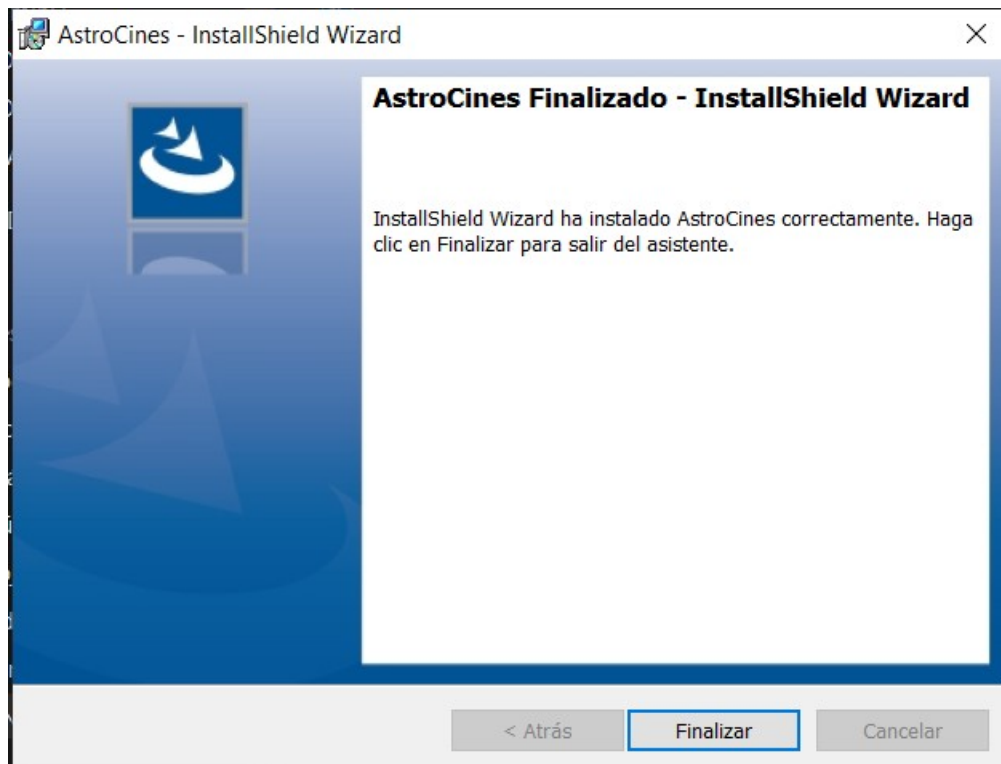 AstroCines - InstallShield Wizard
AstroCines Finalizado - InstallShield Wizard
InstallShield Wizard ha instalado AstroCines correctamente. Haga
clic en Finalizar para salir del asistente.
< Atrás
Finalizar
Cancelar